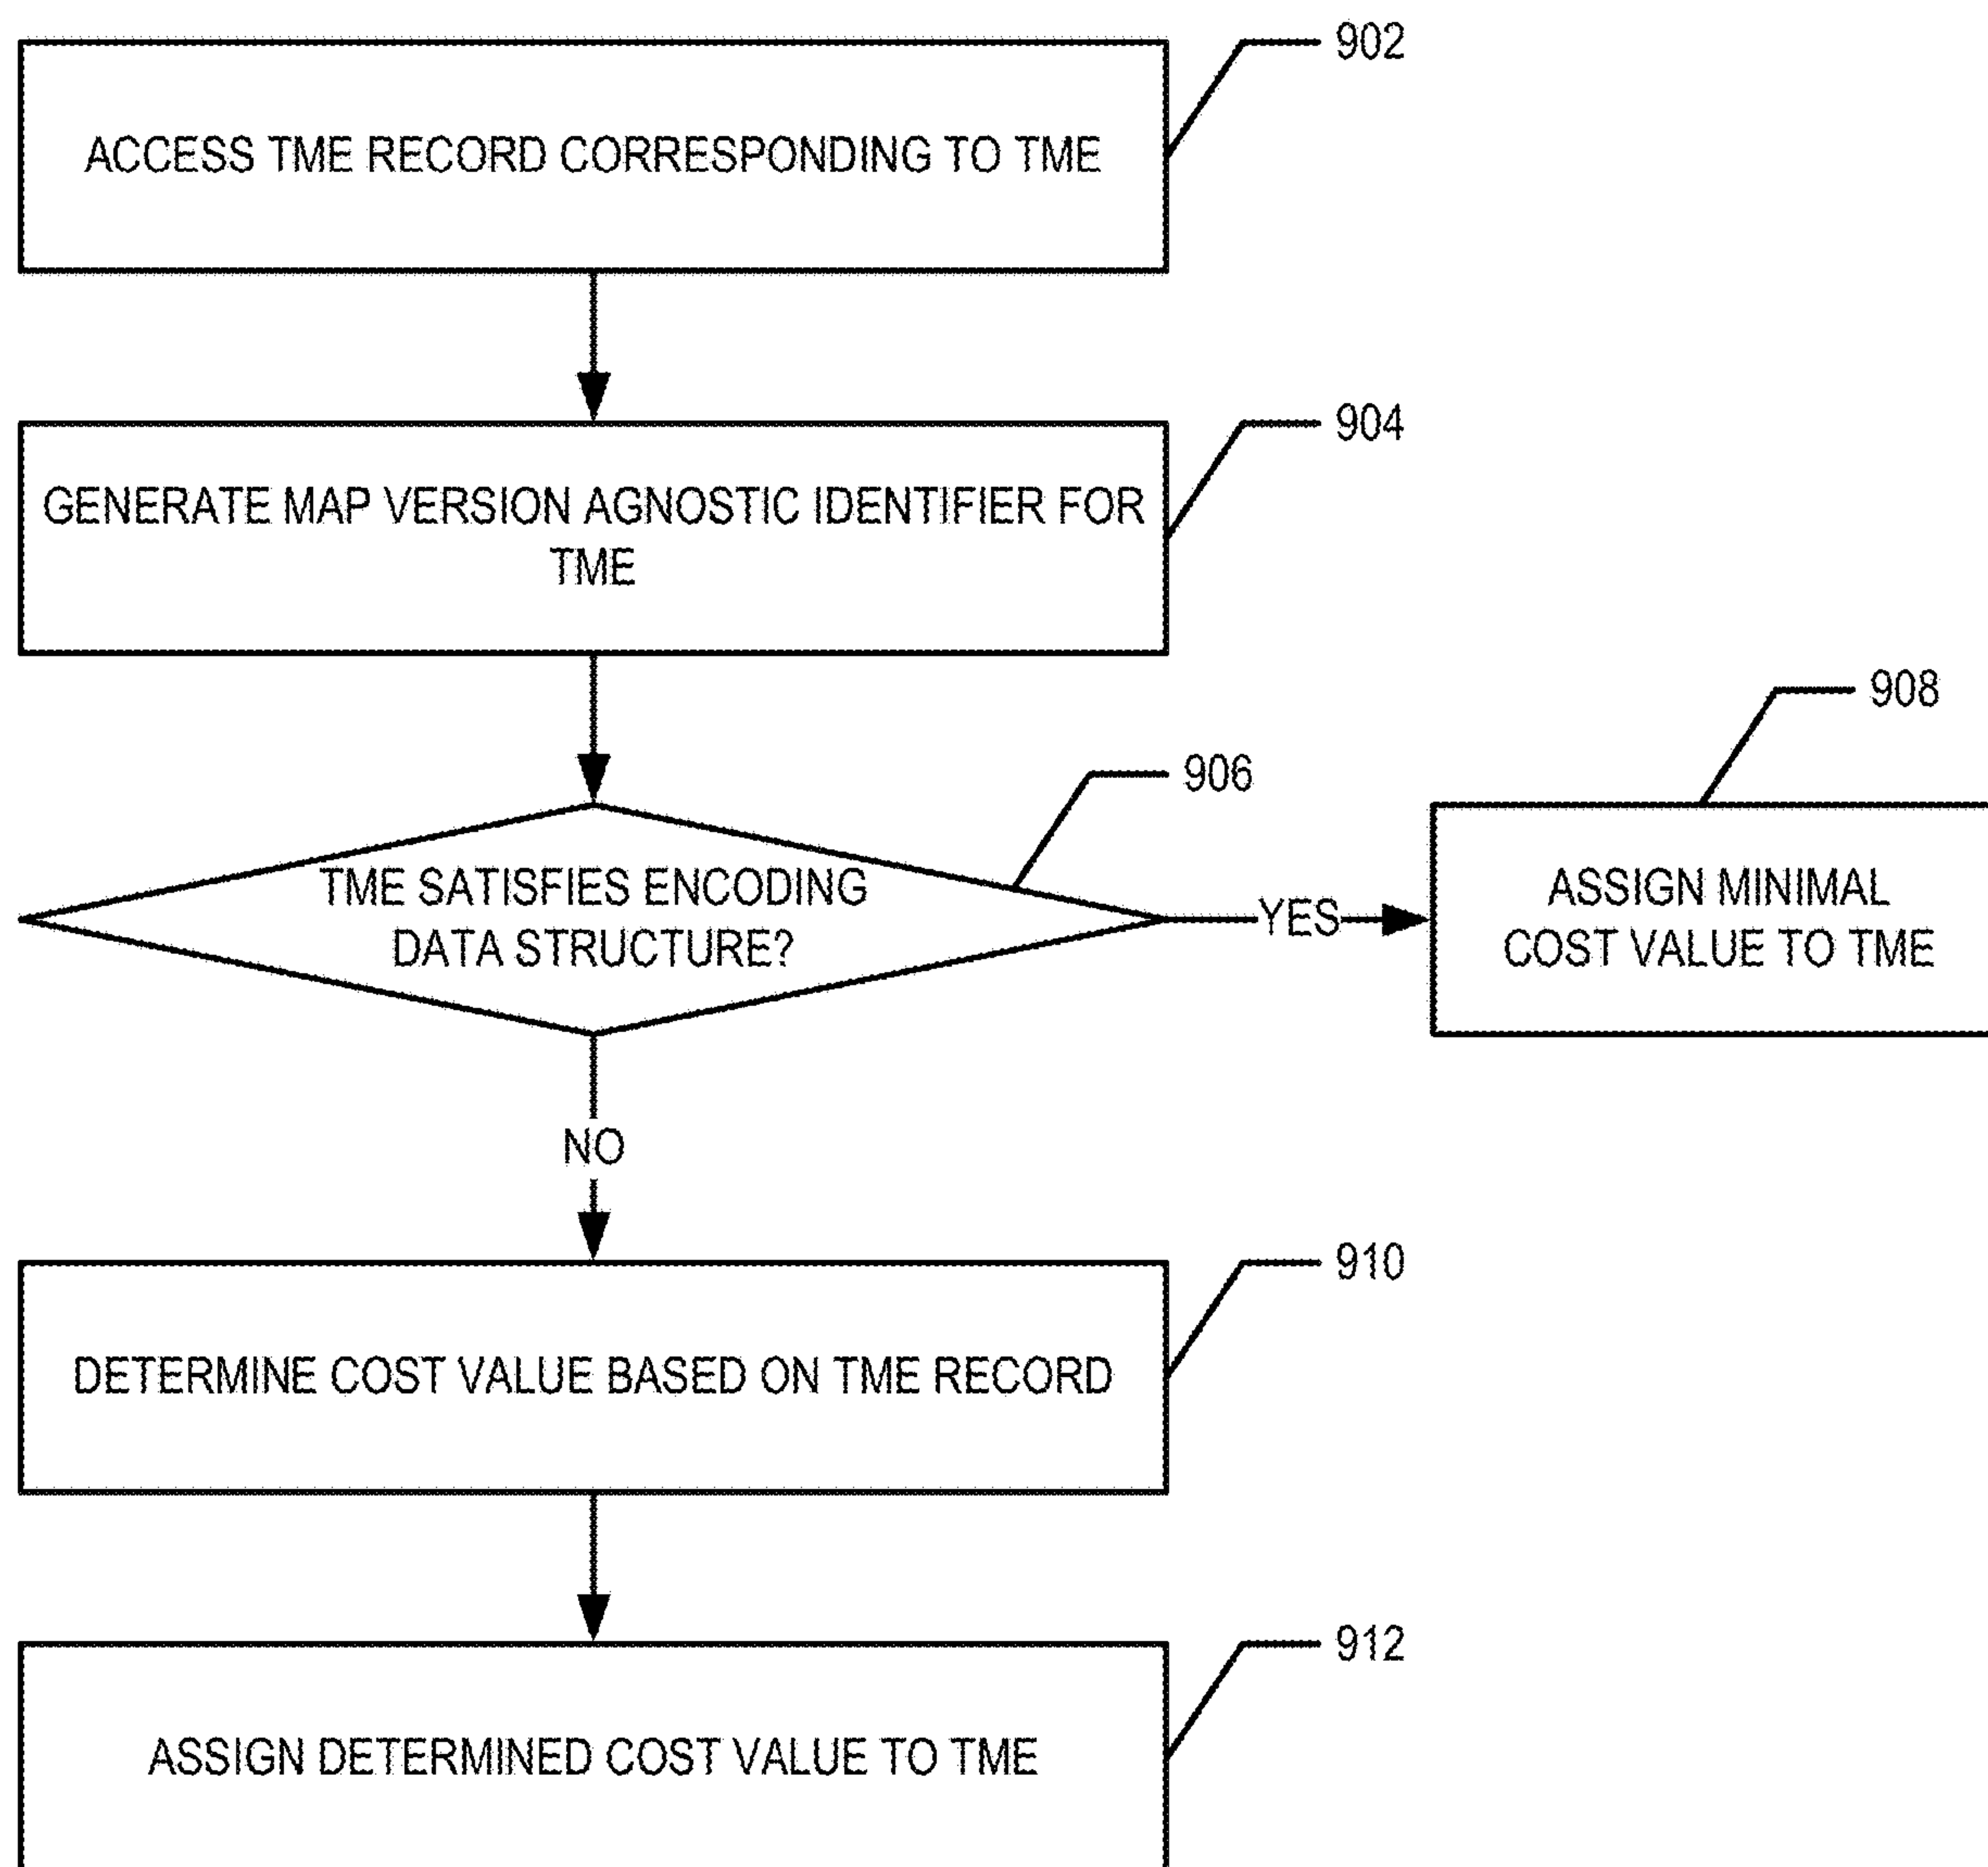 902
ACCESS TME RECORD CORRESPONDING TO TME
904
GENERATE MAP VERSION AGNOSTIC IDENTIFIER FOR
TME
906
TME SATISFIES ENCODING
DATA STRUCTURE?
YES
908
ASSIGN MINIMAL
COST VALUE TO TME
NO
910
DETERMINE COST VALUE BASED ON TME RECORD
912
ASSIGN DETERMINED COST VALUE TO TME